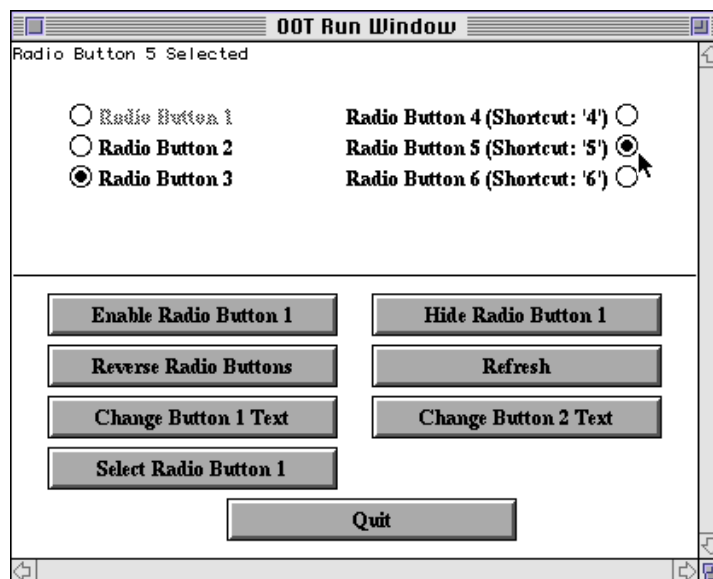 OOT Run Window
Radio Button 5 Selected
Radio Button 1 Radio Button 4 (Shortcut: '4')
Radio Button 2 Radio Button 5 (Shortcut: '5')
Radio Button 3 Radio Button 6 (Shortcut: '6')
Enable Radio Button 1 Hide Radio Button 1
Reverse Radio Buttons Refresh
Change Button 1 Text Change Button 2 Text
Select Radio Button 1
Quit